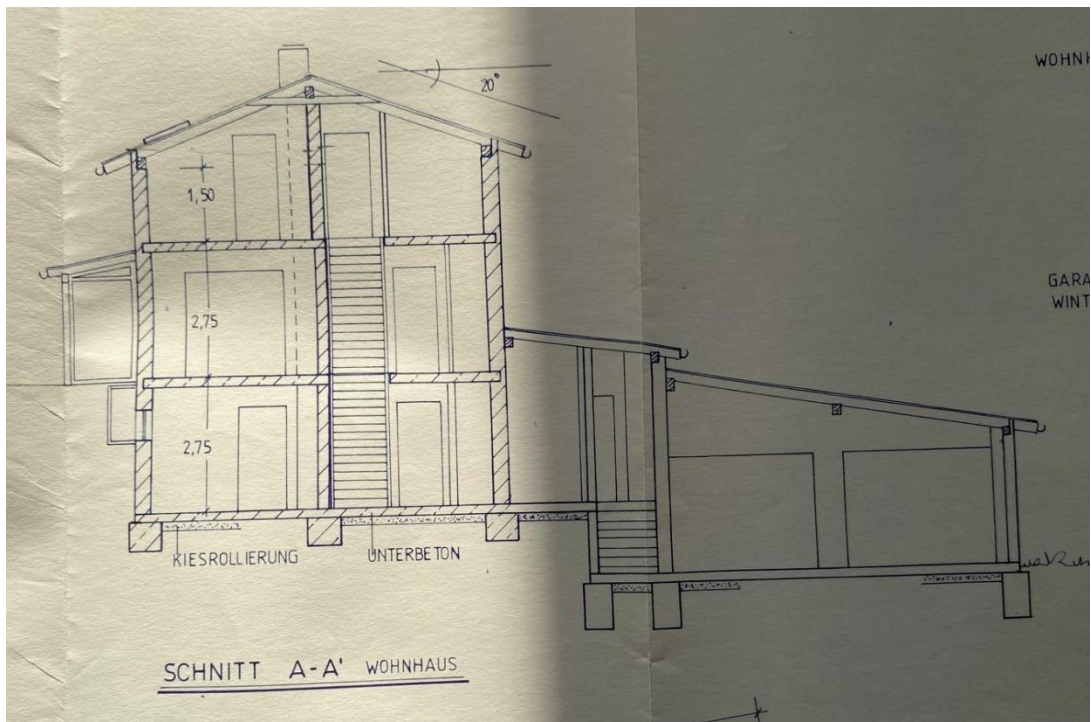 WOHNH
20°
1,50
GARA
WINT
2,75
2,75
KIESROLLIERUNG
UNTERBETON
SCHNITT A-A' WOHNHAUS